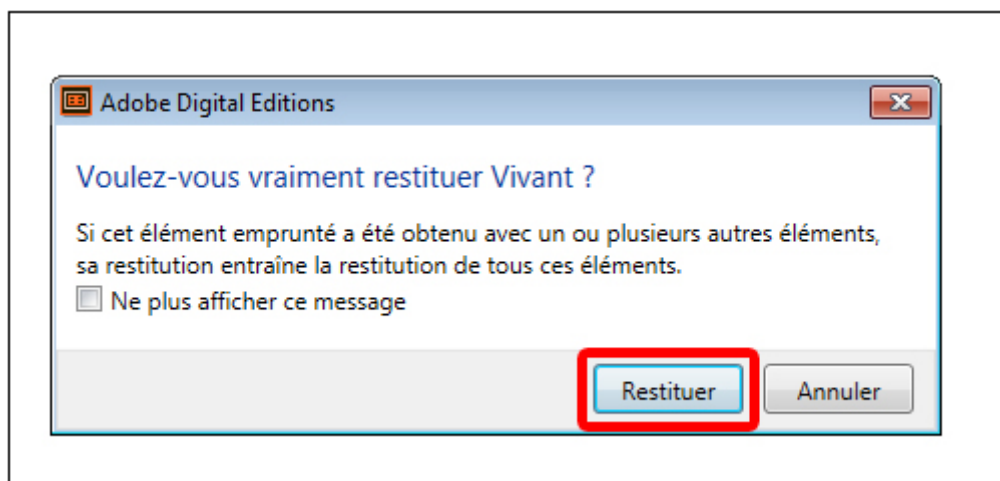 Adobe Digital Editions
Voulez-vous vraiment restituer Vivant ?
Si cet élément emprunté a été obtenu avec un ou plusieurs autres éléments,
sa restitution entraîne la restitution de tous ces éléments.
Ne plus afficher ce message
Restituer Annuler